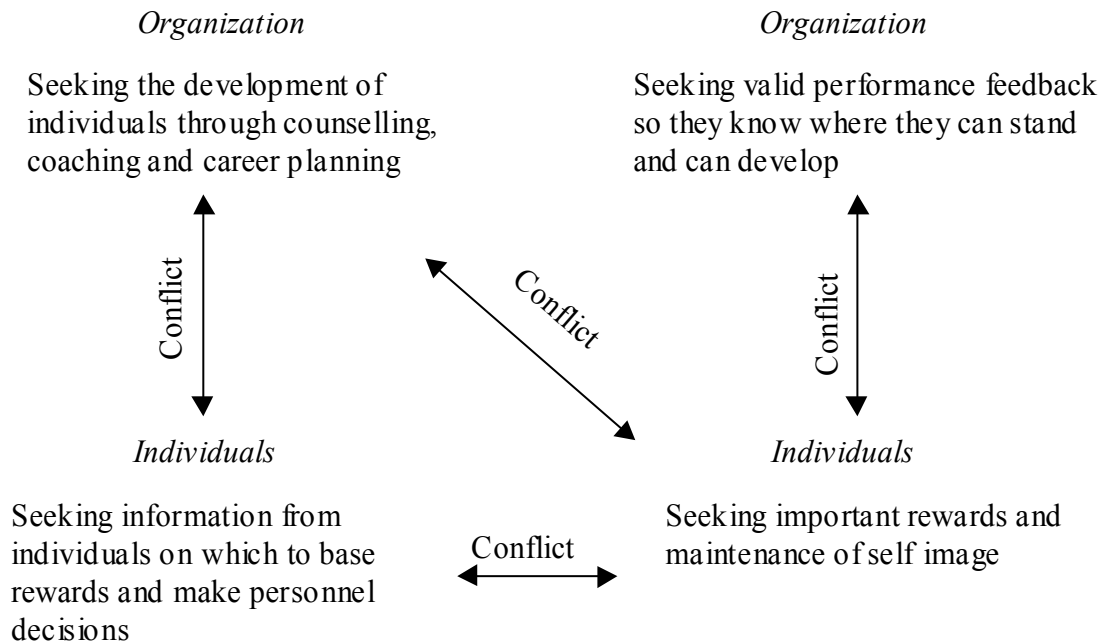 Organization
Seeking the development of
individuals through counselling,
coaching and career planning
Organization
Seeking valid performance feedback
so they know where they can stand
and can develop
Conflict
Conflict
Conflict
Individuals
Seeking information from
individuals on which to base
rewards and make personnel
decisions
Conflict
Individuals
Seeking important rewards and
maintenance of self image